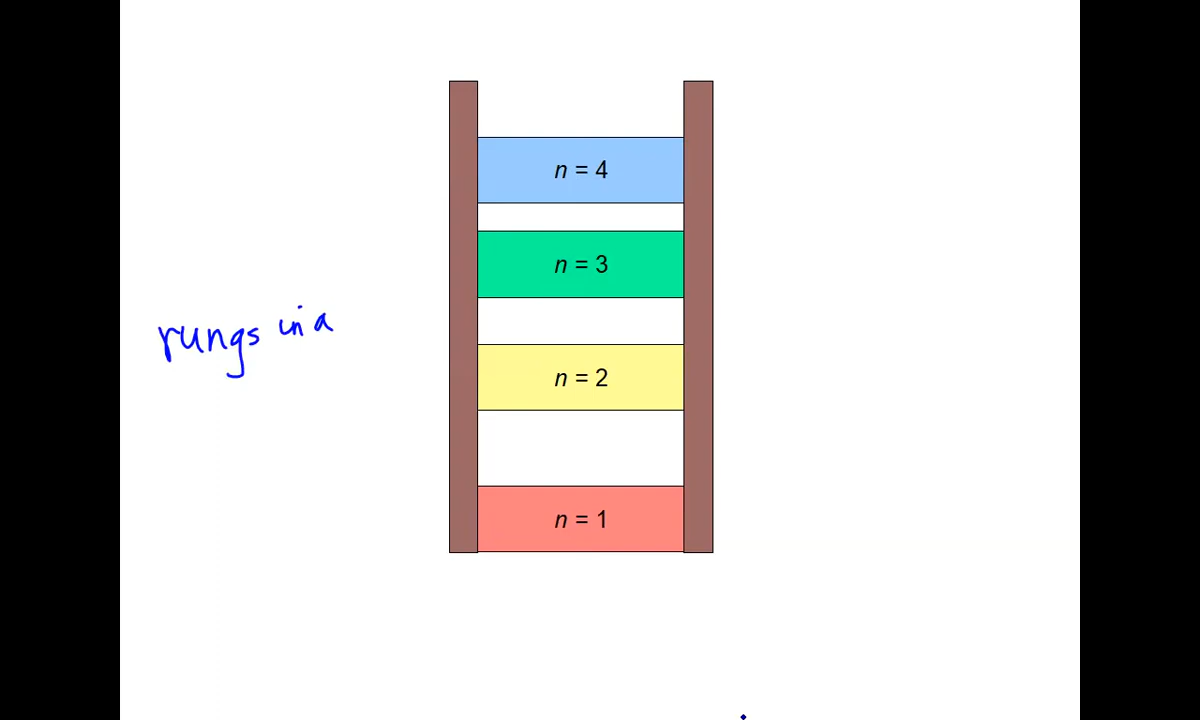 n = 4
n = 3
rungs in a
n = 2
n = 1